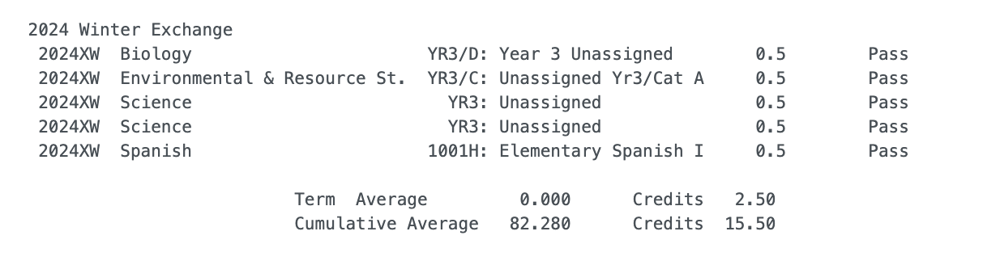 2024 Winter Exchange
2024XW Biology YR3/D: Year 3 Unassigned 0.5 Pass
2024XW Environmental & Resource St. YR3/C: Unassigned Yr3/Cat A 0.5 Pass
2024XW Science YR3: Unassigned 0.5 Pass
2024XW Science YR3: Unassigned 0.5 Pass
2024XW Spanish 1001H: Elementary Spanish I 0.5 Pass
Term Average 0.000 Credits 2.50
Cumulative Average 82.280 Credits 15.50